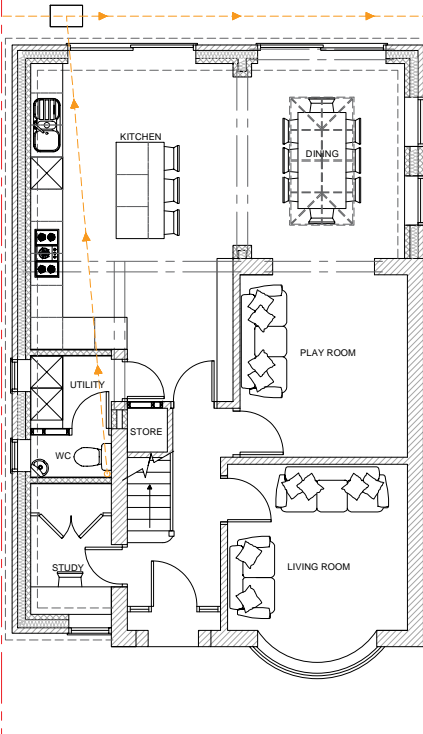 KITCHEN
DINING
PLAY ROOM
UTILITY
STORE
WC
STUDY
LIVING ROOM